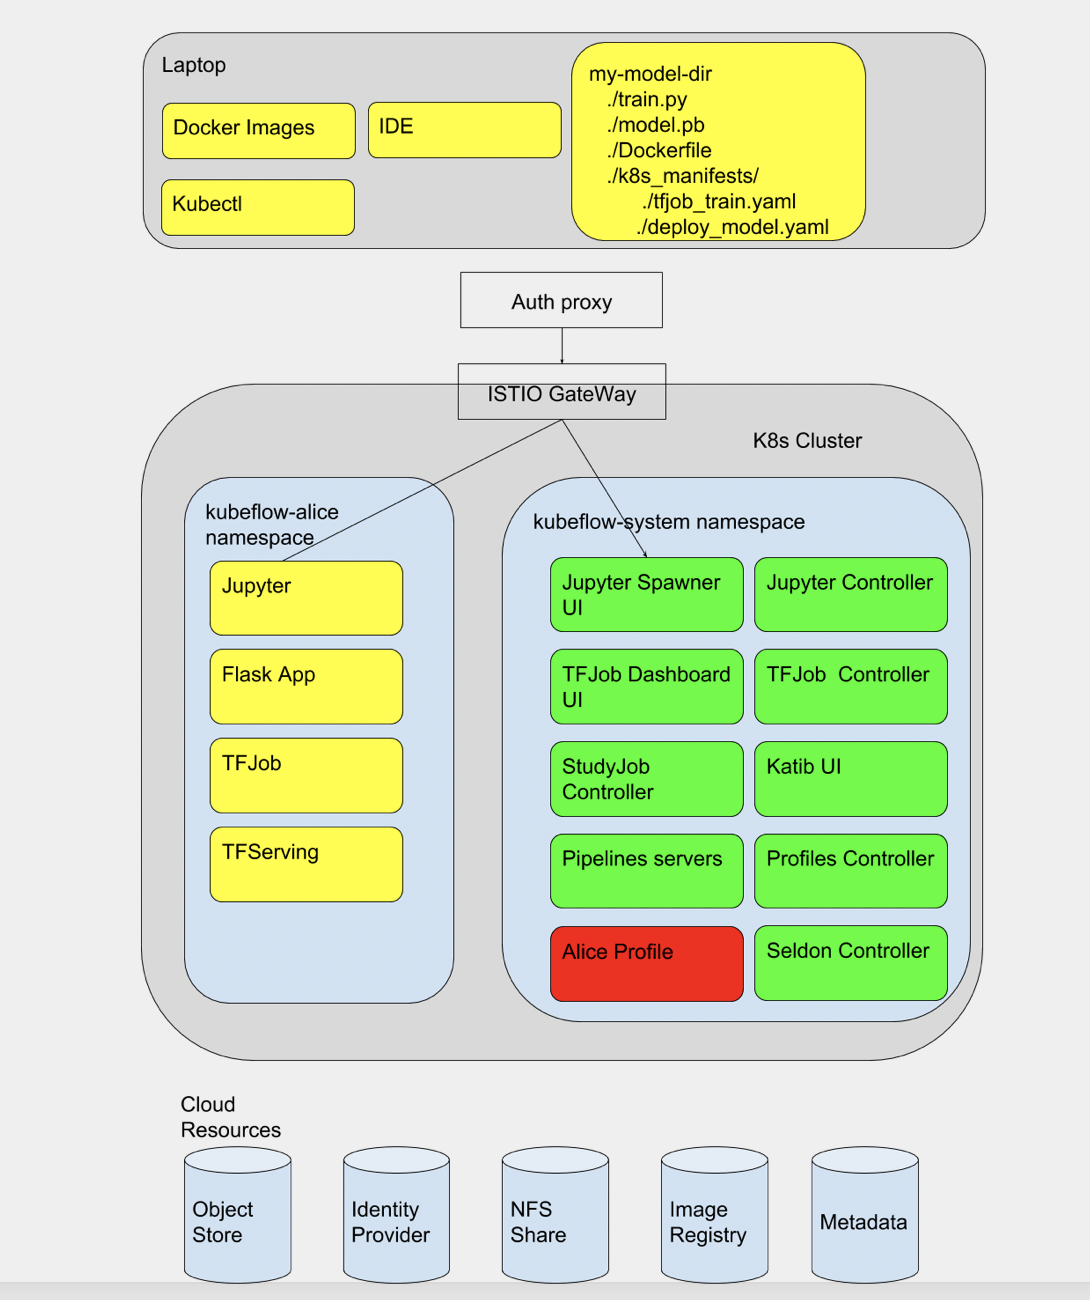 Laptop
Docker Images
IDE
Kubectl
my-model-dir
./train.py
./model.pb
./Dockerfile
./k8s_manifests/
./tfjob_train.yaml
./deploy_model.yaml
Auth proxy
ISTIO GateWay
K8s Cluster
kubeflow-alice
namespace
Jupyter
Flask App
TFJob
TFServing
kubeflow-system namespace
Jupyter Spawner
UI
Jupyter Controller
TFJob Dashboard
UI
TFJob  Controller
StudyJob
Controller
Katib UI
Pipelines servers
Profiles Controller
Alice Profile
Seldon Controller
Cloud
Resources
Object
Store
Identity
Provider
NFS
Share
Image
Registry
Metadata